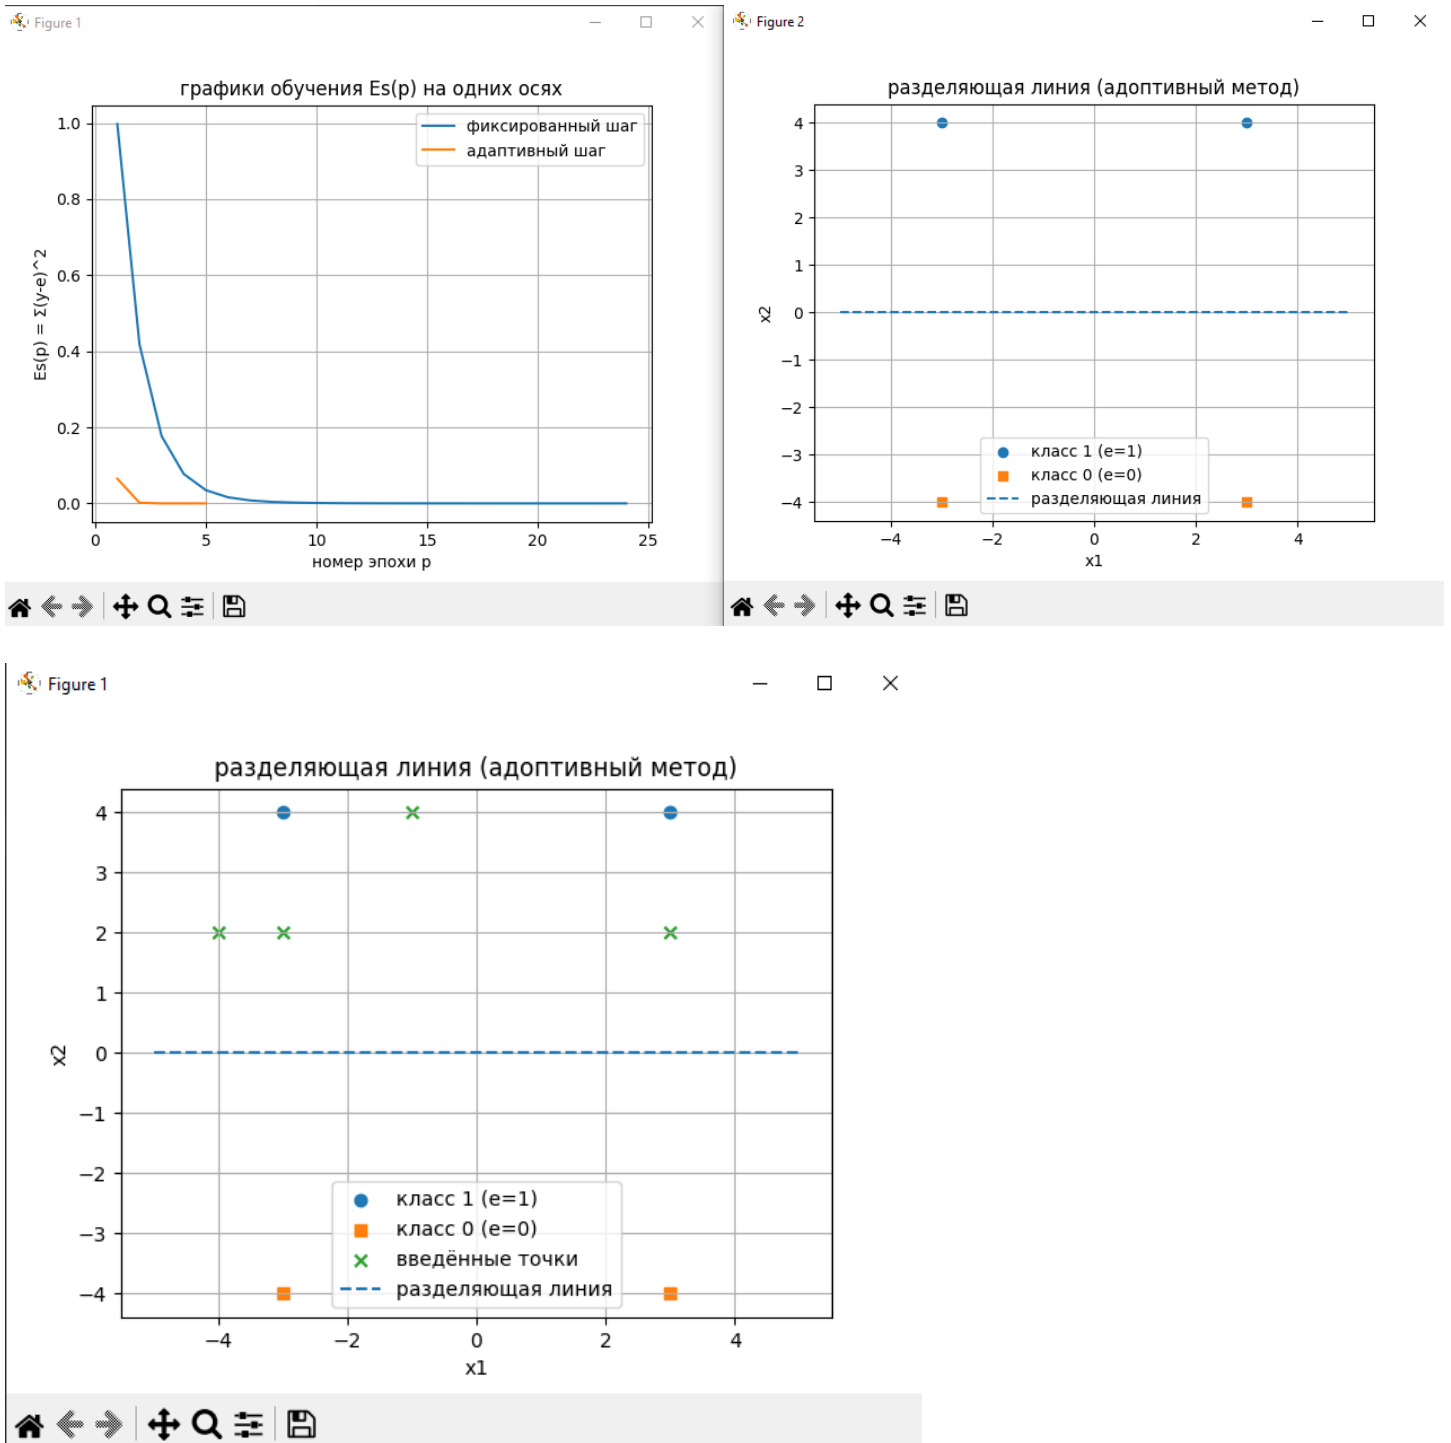 Figure 1
графики обучения Es(p) на одних осях
фиксированный шаг
адаптивный шаг
1.0
0.8
0.6
0.4
0.2
0.0
Es(p) = Σ(y-e)^2
0 5 10 15 20 25
номер эпохи p
Figure 2
разделяющая линия (адоптивный метод)
4
3
2
1
0
−1
−2
−3
−4
x2
класс 1 (e=1)
класс 0 (e=0)
разделяющая линия
−4 −2 0 2 4
x1
Figure 1
разделяющая линия (адоптивный метод)
4
3
2
1
0
−1
−2
−3
−4
x2
класс 1 (e=1)
класс 0 (e=0)
введённые точки
разделяющая линия
−4 −2 0 2 4
x1